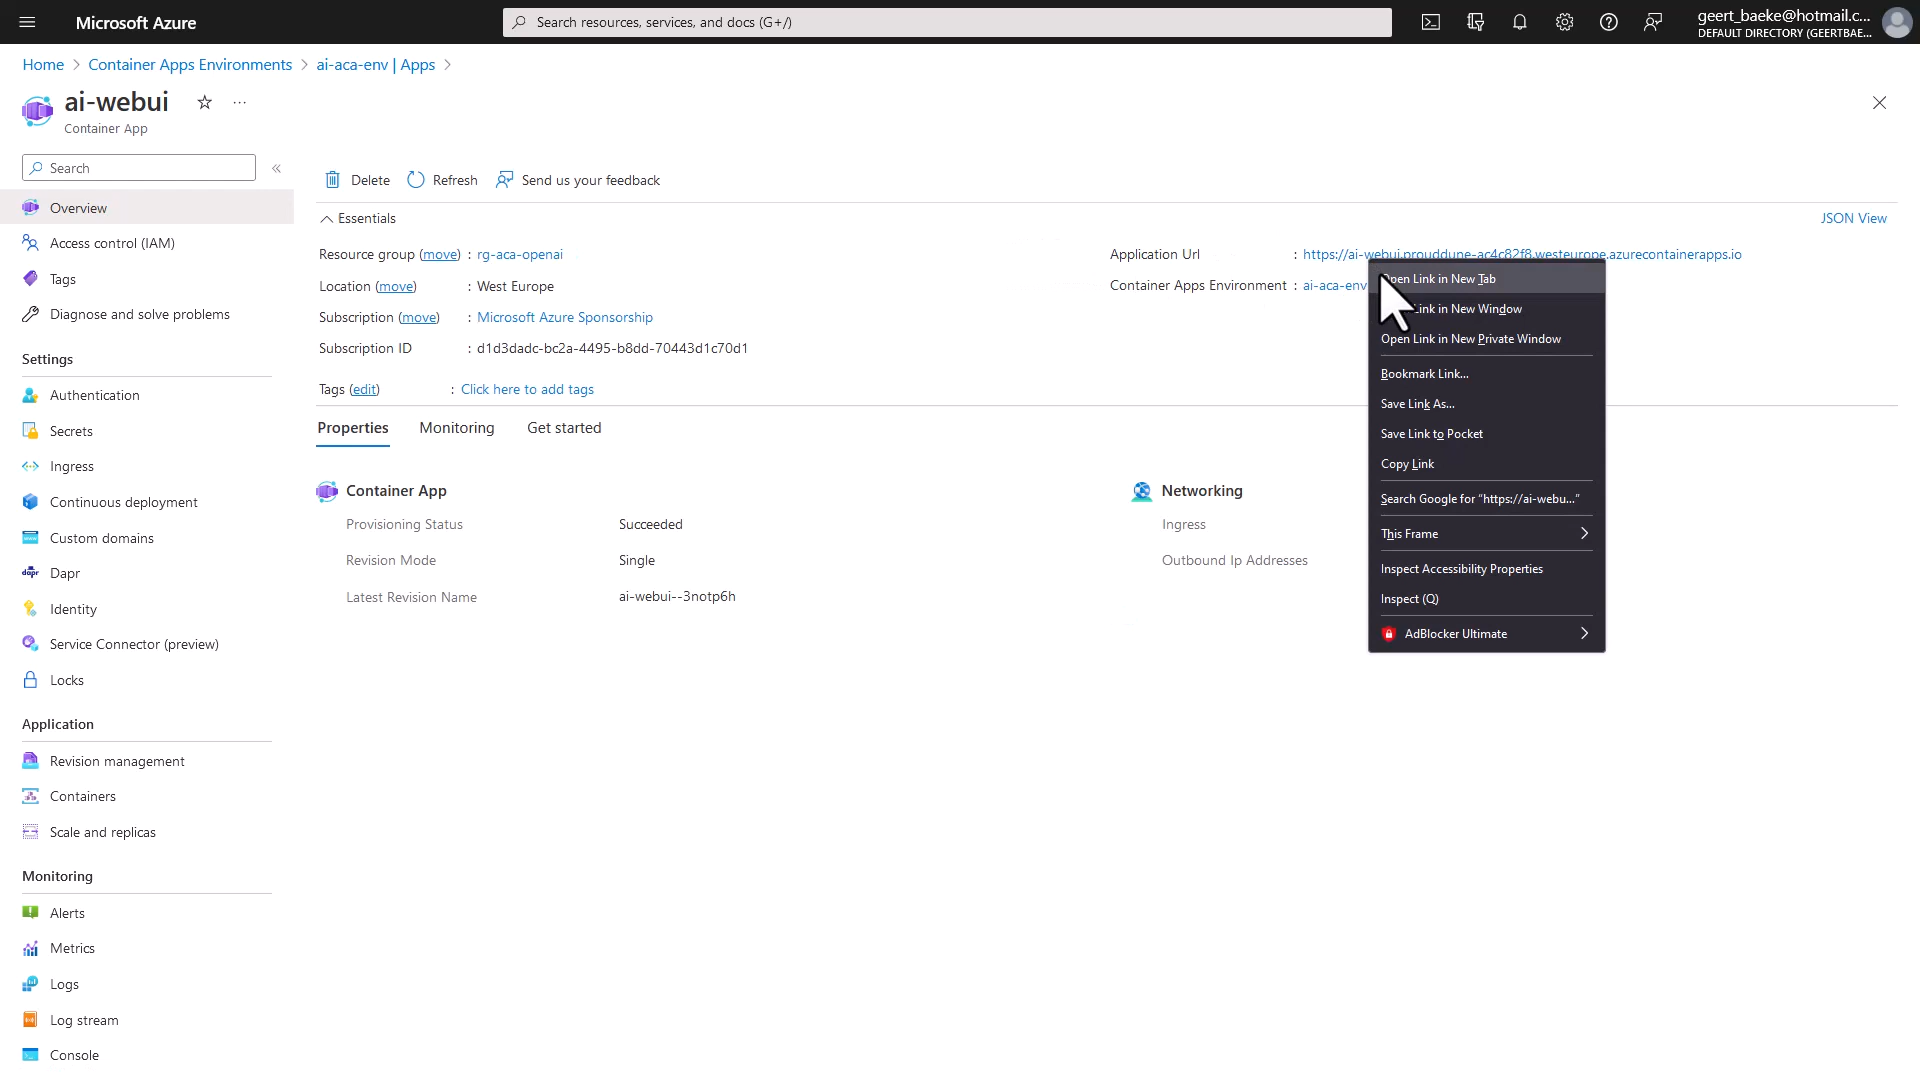 Microsoft Azure
Search resources, services, and docs (G+/)
geert_baeke@hotmail.c...
DEFAULT DIRECTORY (GEERTBAE...
Home > Container Apps Environments > ai-aca-env | Apps >
ai-webui
Container App
Search
Delete Refresh Send us your feedback
Overview
Access control (IAM)
Tags
Diagnose and solve problems
Settings
Authentication
Secrets
Ingress
Continuous deployment
Custom domains
Dapr
Identity
Service Connector (preview)
Locks
Application
Revision management
Containers
Scale and replicas
Monitoring
Alerts
Metrics
Logs
Log stream
Console
Essentials
JSON View
Resource group (move) : rg-aca-openai
Location (move) : West Europe
Subscription (move) : Microsoft Azure Sponsorship
Subscription ID : d1d3dadc-bc2a-4495-b8dd-70443d1c70d1
Tags (edit) : Click here to add tags
Application Url : https://ai-webui.prouddune-ac4c82f8.westeurope.azurecontainerapps.io
Container Apps Environment : ai-aca-env
Properties Monitoring Get started
Container App
Provisioning Status Succeeded
Revision Mode Single
Latest Revision Name ai-webui--3notp6h
Networking
Ingress
Outbound Ip Addresses
Open Link in New Tab
Link in New Window
Open Link in New Private Window
Bookmark Link...
Save Link As...
Save Link to Pocket
Copy Link
Search Google for “https://ai-webu...”
This Frame
Inspect Accessibility Properties
Inspect (Q)
AdBlocker Ultimate